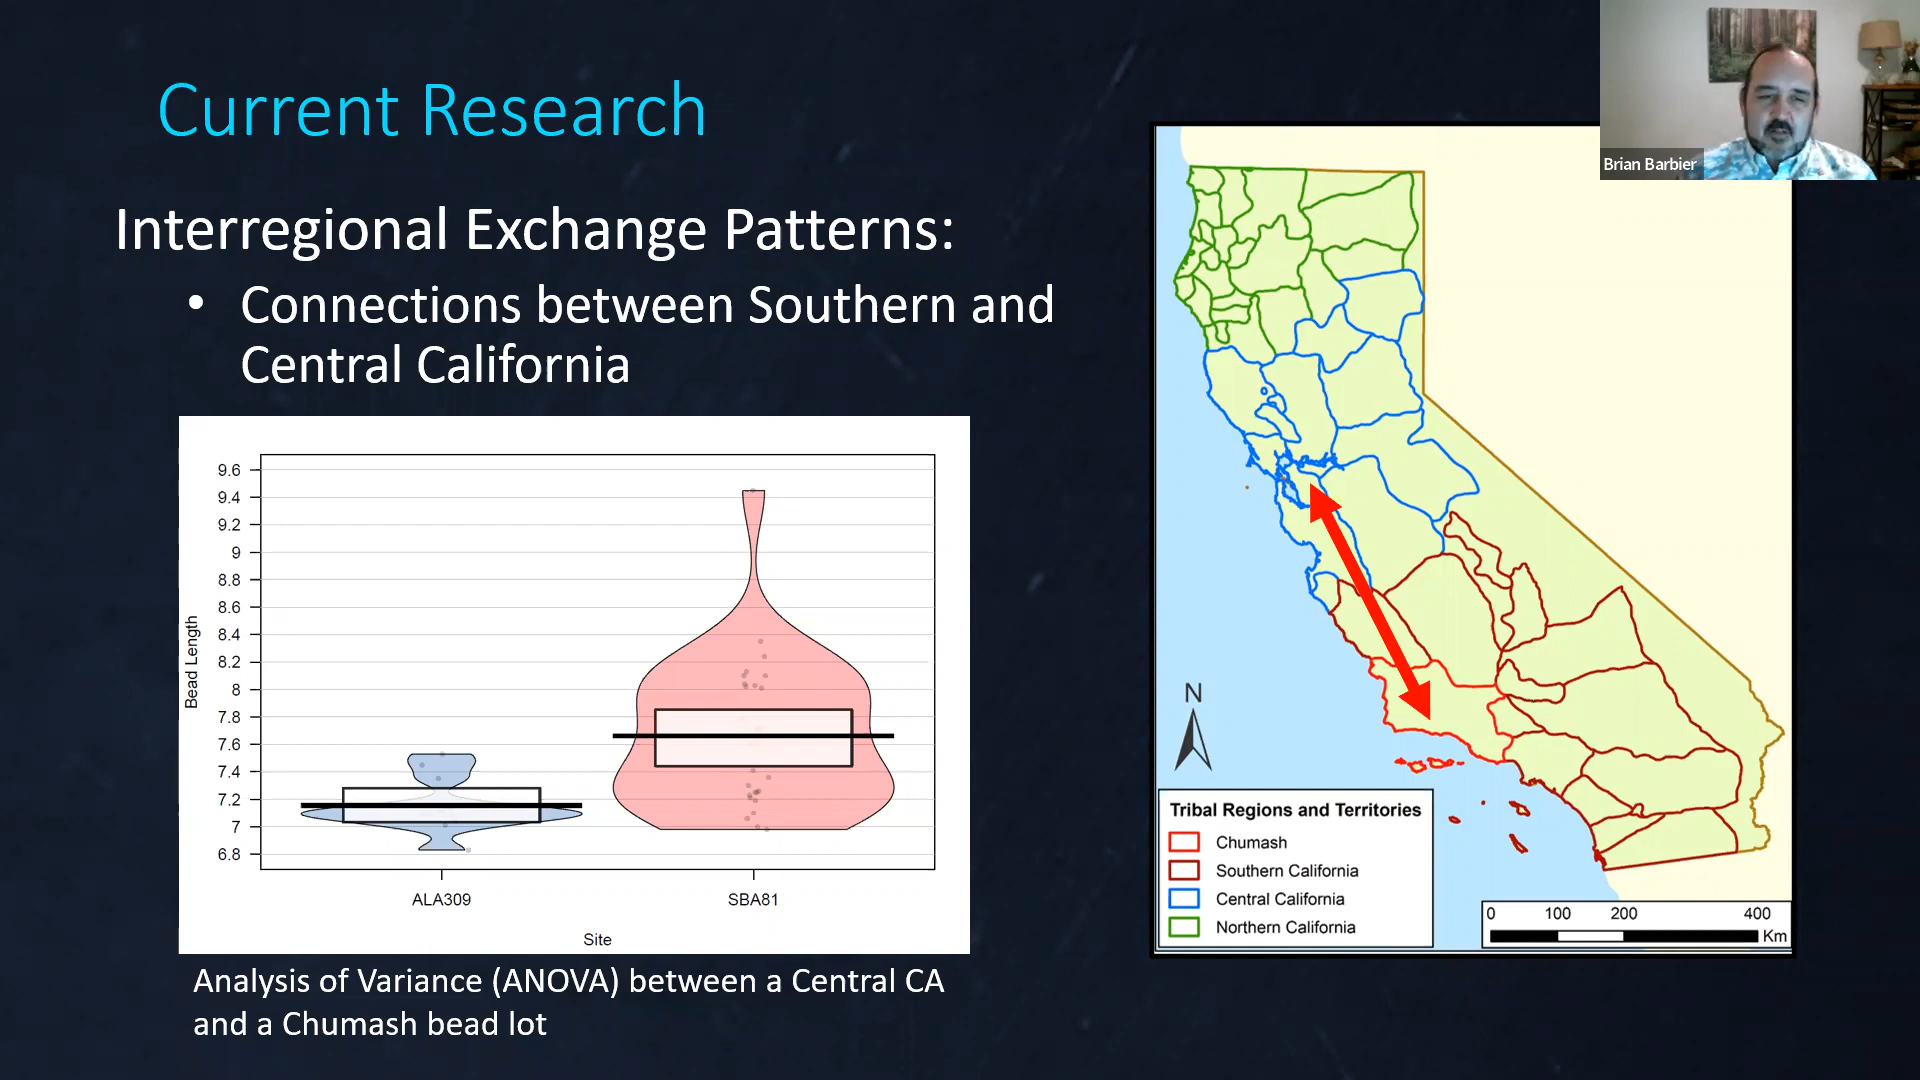 Current Research
Interregional Exchange Patterns:
• Connections between Southern and
Central California
9.6
9.4
9.2
9
8.8
8.6
8.4
8.2
8
7.8
7.6
7.4
7.2
7
6.8
Bead Length
ALA309
SBA81
Site
Analysis of Variance (ANOVA) between a Central CA
and a Chumash bead lot
Brian Barbier
N
Tribal Regions and Territories
Chumash
Southern California
Central California
Northern California
0 100 200 400
Km